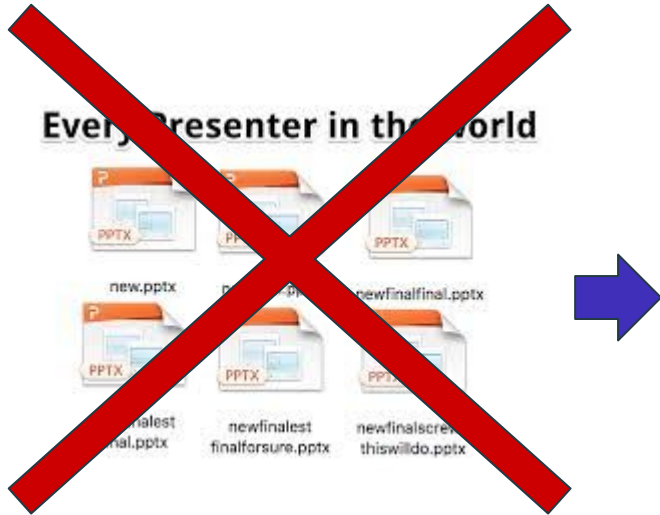 Every Presenter in the World
PPTX
PPTX
new.pptx
newfinalfinal.pptx
PPTX
PPTX
newfinalest
finalforsure.pptx
thiswilldo.pptx